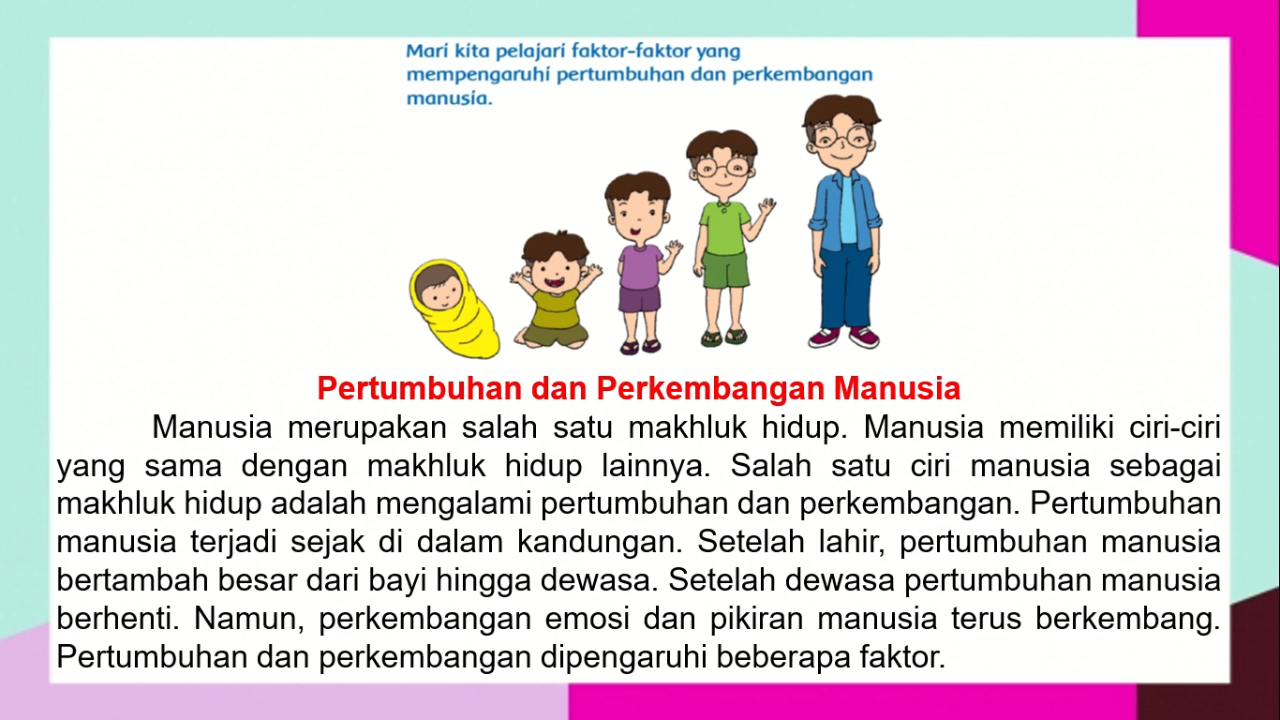 Mari kita pelajari faktor-faktor yang
mempengaruhi pertumbuhan dan perkembangan
manusia.
Pertumbuhan dan Perkembangan Manusia
Manusia merupakan salah satu makhluk hidup. Manusia memiliki ciri-ciri
yang sama dengan makhluk hidup lainnya. Salah satu ciri manusia sebagai
makhluk hidup adalah mengalami pertumbuhan dan perkembangan. Pertumbuhan
manusia terjadi sejak di dalam kandungan. Setelah lahir, pertumbuhan manusia
bertambah besar dari bayi hingga dewasa. Setelah dewasa pertumbuhan manusia
berhenti. Namun, perkembangan emosi dan pikiran manusia terus berkembang.
Pertumbuhan dan perkembangan dipengaruhi beberapa faktor.